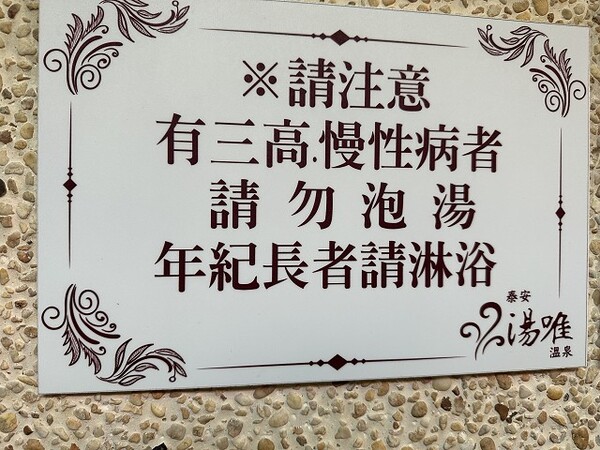 ※請注意
有三高.慢性病者
請勿泡湯
年紀長者請淋浴
泰安
湯唯
溫泉